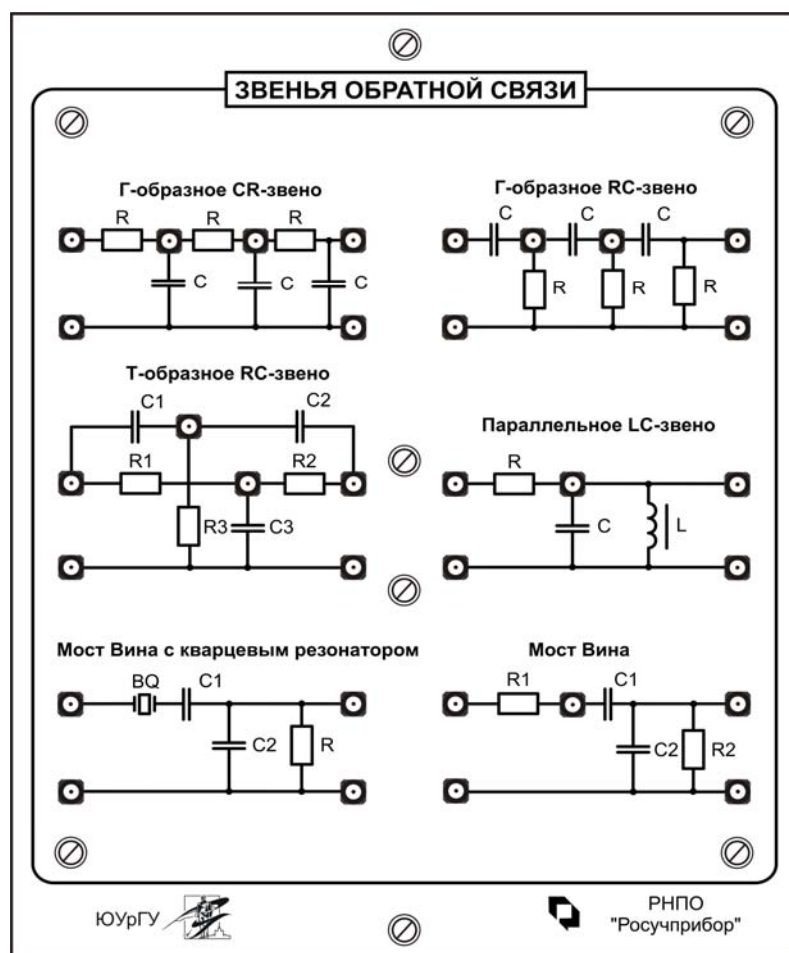 ЗВЕНЬЯ ОБРАТНОЙ СВЯЗИ
Г-образное CR-звено
R R R
C C C
Г-образное RC-звено
C C C
R R R
Т-образное RC-звено
C1 C2
R1 R2
R3 C3
Параллельное LC-звено
R
C L
Мост Вина с кварцевым резонатором
BQ C1
C2 R
Мост Вина
R1 C1
C2 R2
ЮУрГУ
РНПО
"Росучприбор"